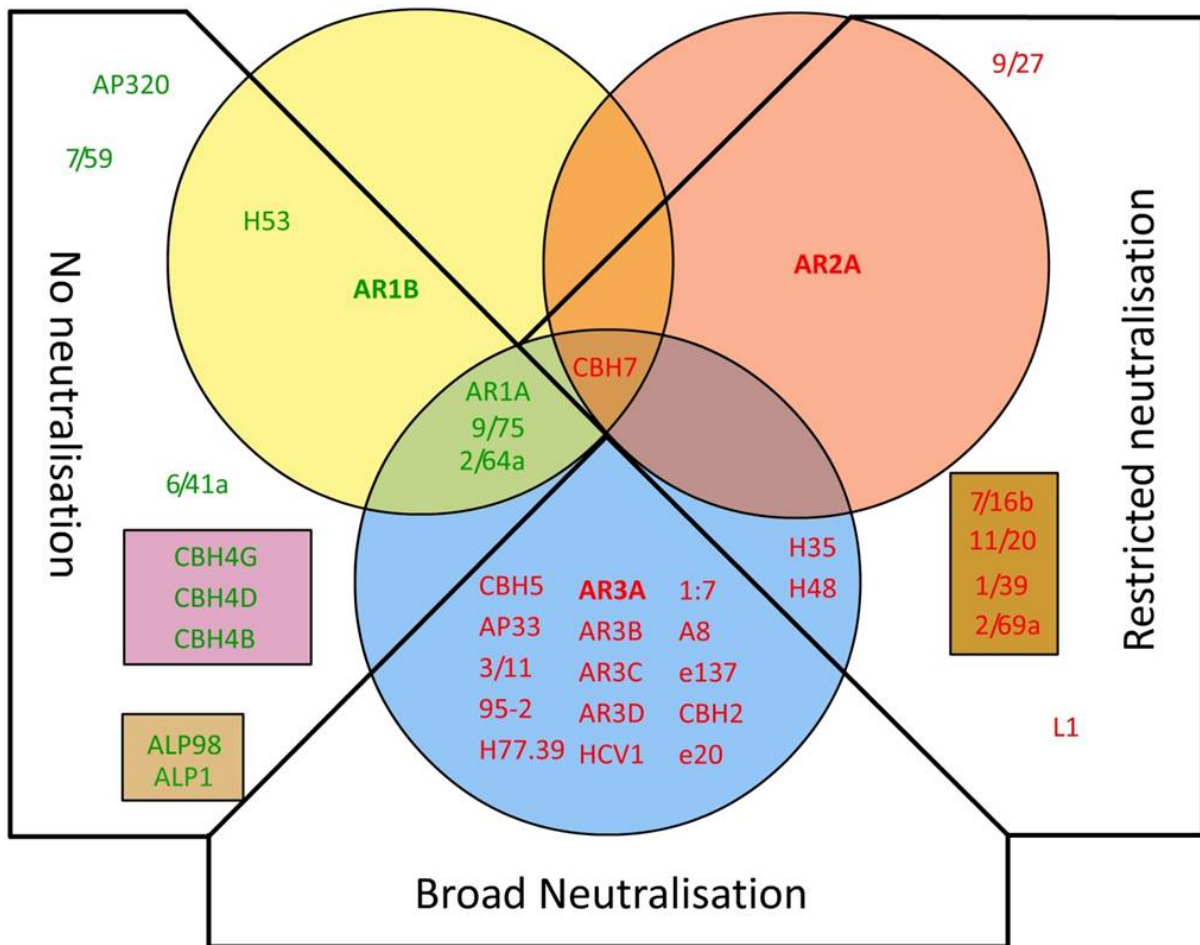 AP320
7/59
H53
AR1B
No neutralisation
6/41a
CBH4G
CBH4D
CBH4B
ALP98
ALP1
AR1A
9/75
2/64a
CBH7
AR2A
9/27
Restricted neutralisation
7/16b
11/20
1/39
2/69a
L1
H35
H48
CBH5 AR3A 1:7
AP33 AR3B A8
3/11 AR3C e137
95-2 AR3D CBH2
H77.39 HCV1 e20
Broad Neutralisation